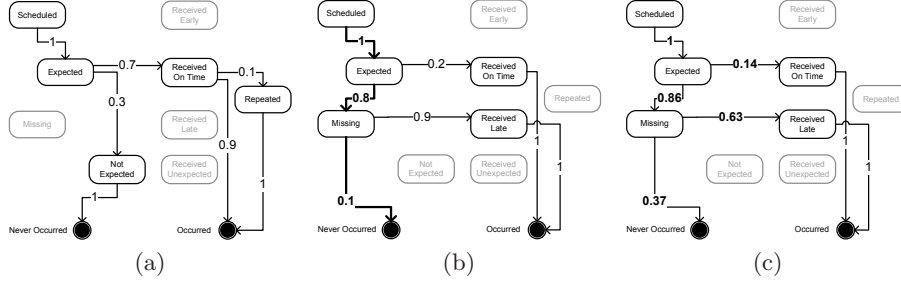 Scheduled
Received
Early
1
Expected
0.7
Received
On Time
0.1
Repeated
0.3
Missing
Received
Late
0.9
Not
Expected
Received
Unexpected
1
1
Never Occurred
Occurred
(a)
Scheduled
Received
Early
1
Expected
0.2
Received
On Time
0.8
Repeated
Missing
0.9
Received
Late
1
Not
Expected
Received
Unexpected
1
0.1
Never Occurred
Occurred
(b)
Scheduled
Received
Early
1
Expected
0.14
Received
On Time
0.86
Repeated
Missing
0.63
Received
Late
1
Not
Expected
Received
Unexpected
1
0.37
Never Occurred
Occurred
(c)